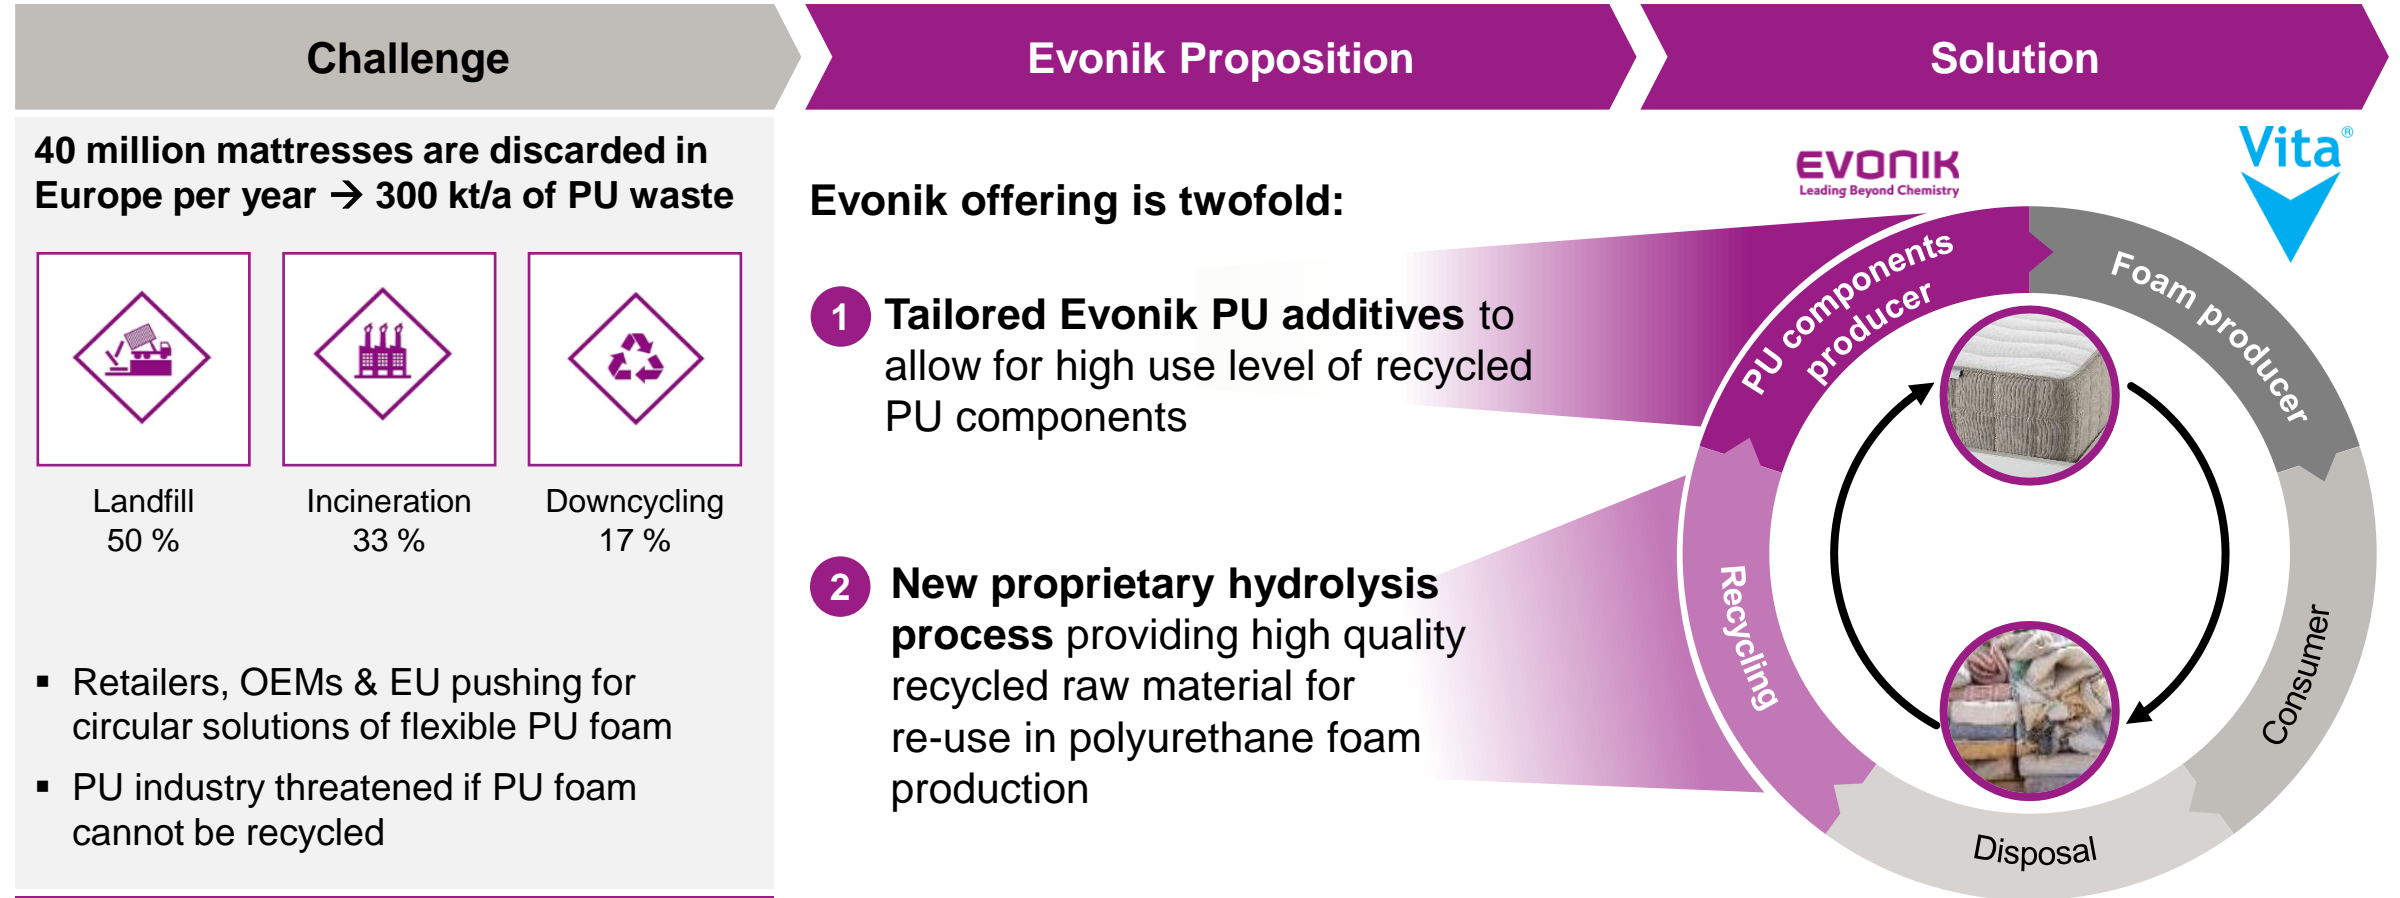 Challenge
Evonik Proposition
Solution
40 million mattresses are discarded in
Europe per year → 300 kt/a of PU waste
Landfill
50 %
Incineration
33 %
Downcycling
17 %
▪ Retailers, OEMs & EU pushing for
circular solutions of flexible PU foam
▪ PU industry threatened if PU foam
cannot be recycled
Evonik offering is twofold:
1 Tailored Evonik PU additives to
allow for high use level of recycled
PU components
2 New proprietary hydrolysis
process providing high quality
recycled raw material for
re-use in polyurethane foam
production
EVONIK
Leading Beyond Chemistry
Vita®
PU components
producer
Foam producer
Consumer
Disposal
Recycling